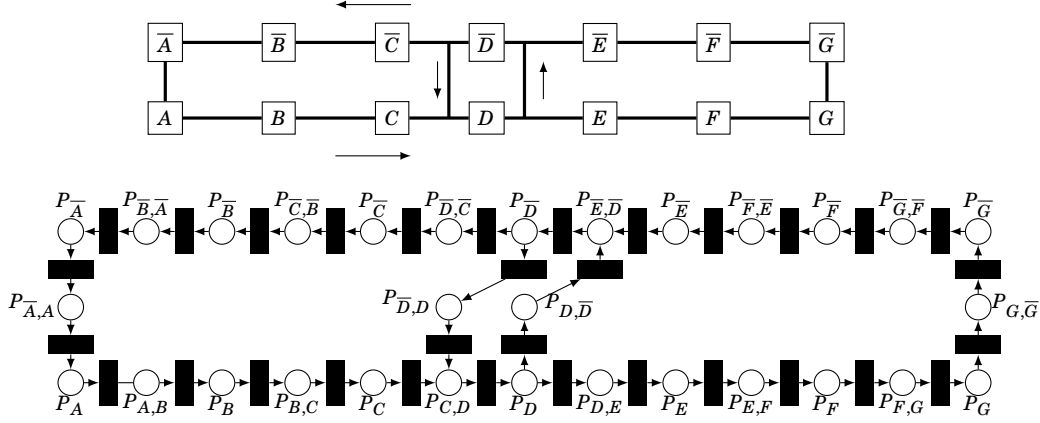 A̅ B̅ C̅ D̅ E̅ F̅ G̅
A B C D E F G
P_A̅ P_B̅,A̅ P_B̅ P_C̅,B̅ P_C̅ P_D̅,C̅ P_D̅ P_E̅,D̅ P_E̅ P_F̅,E̅ P_F̅ P_G̅,F̅ P_G̅
P_A̅,A P_D̅,D P_D,D̅ P_G,G̅
P_A P_A,B P_B P_B,C P_C P_C,D P_D P_D,E P_E P_E,F P_F P_F,G P_G